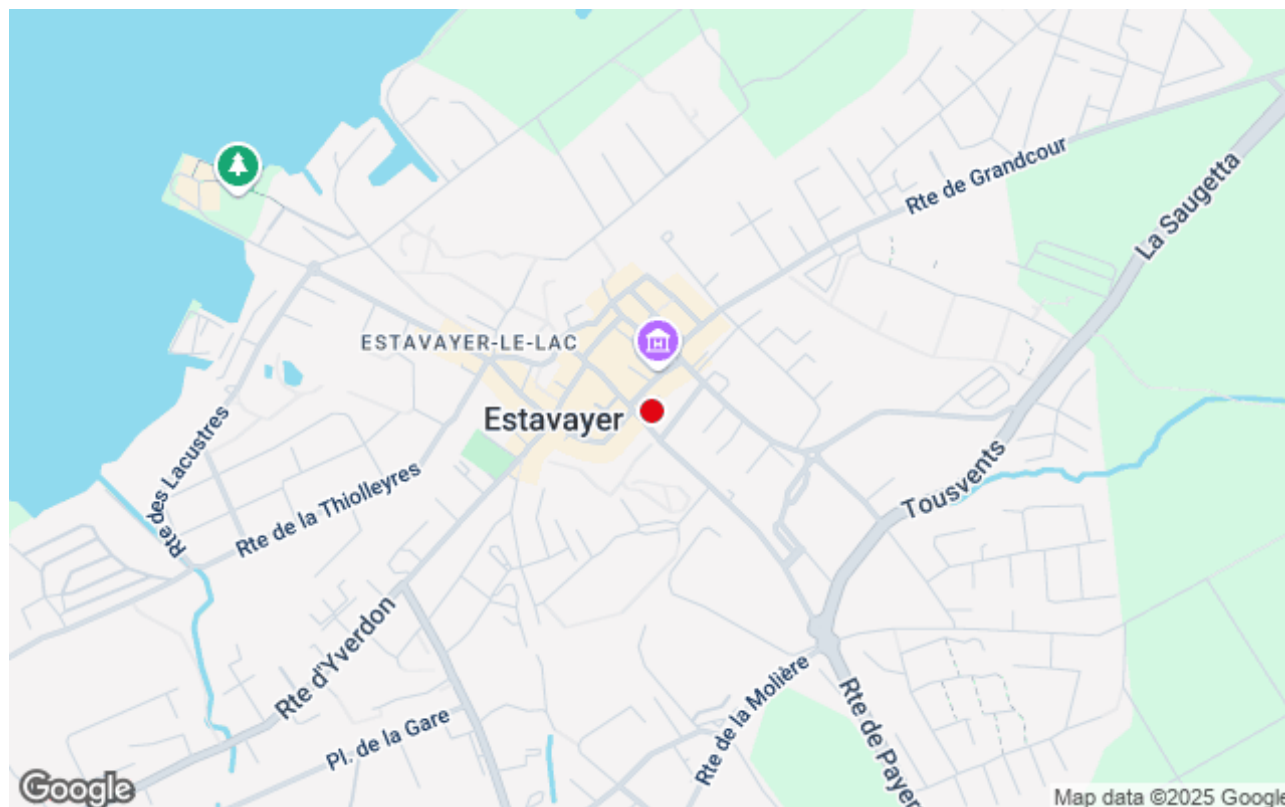 Rte de Grandcour
La Saugetta
ESTAVAYER-LE-LAC
Estavayer
Rte des Lacustres
Rte de la Thiolleyres
Tousvents
Rte d'Yverdon
Rte de la Molière
Rte de Payer
Pl. de la Gare
Google
Map data ©2025 Google